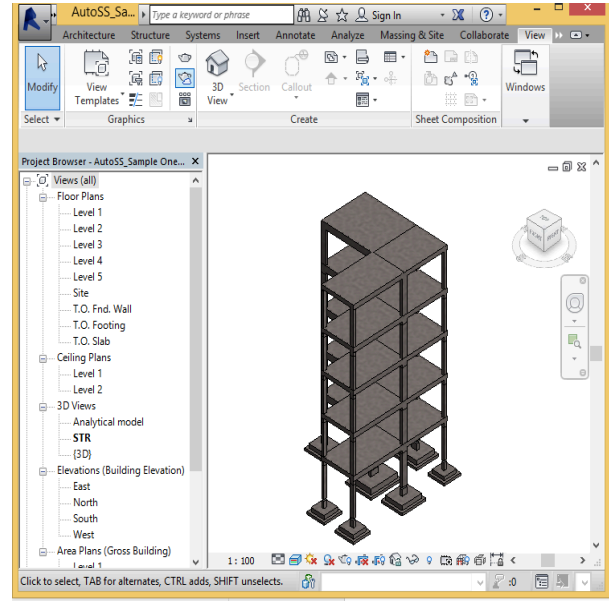 AutoSS_Sa... Type a keyword or phrase Sign In
Architecture Structure Systems Insert Annotate Analyze Massing & Site Collaborate View
Modify View Templates 3D View Section Callout Windows
Select Graphics Create Sheet Composition
Project Browser - AutoSS_Sample One...
Views (all)
Floor Plans
Level 1
Level 2
Level 3
Level 4
Level 5
Site
T.O. Fnd. Wall
T.O. Footing
T.O. Slab
Ceiling Plans
Level 1
Level 2
3D Views
Analytical model
STR
{3D}
Elevations (Building Elevation)
East
North
South
West
Area Plans (Gross Building)
Level 1
1 : 100
Click to select, TAB for alternates, CTRL adds, SHIFT unselects. :0